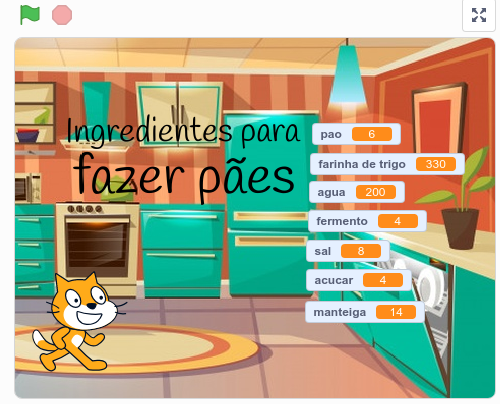 Ingredientes para
fazer pães
pao 6
farinha de trigo 330
agua 200
fermento 4
sal 8
acucar 4
manteiga 14